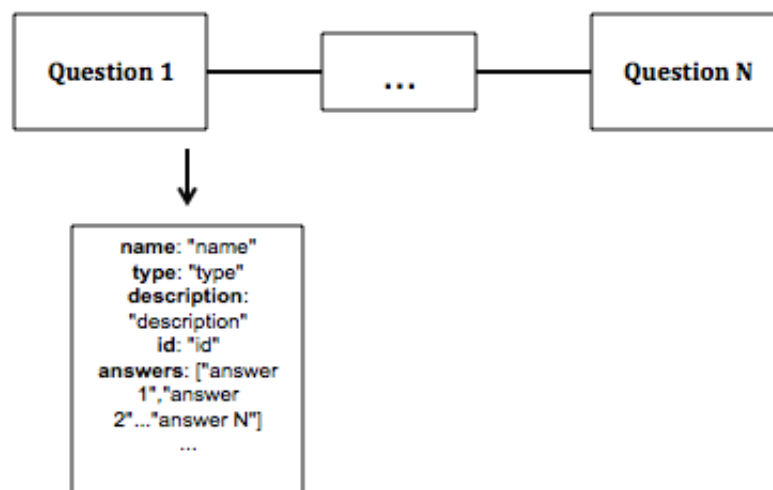 Question 1
...
Question N
name: "name"
type: "type"
description:
"description"
id: "id"
answers: ["answer
1","answer
2"..."answer N"]
...